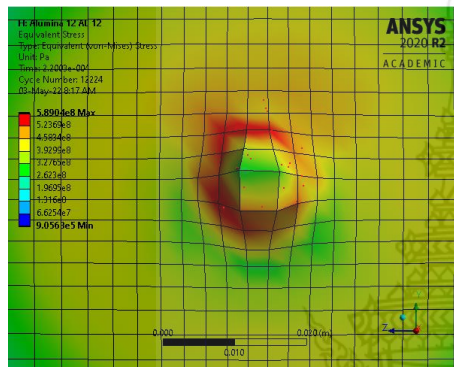 H: Alumina 12 AL 12
Equivalent Stress
Type: Equivalent (von-Mises) Stress
Unit: Pa
Cycle Number: 12224
03-May-22 8:17 AM
5.8904e8 Max
5.2369e8
4.5834e8
3.9299e8
3.2765e8
2.623e8
1.9695e8
1.316e8
6.6254e7
9.0563e5 Min
ANSYS
2020 R2
ACADEMIC
0.000
0.020 (m)
0.010
Z